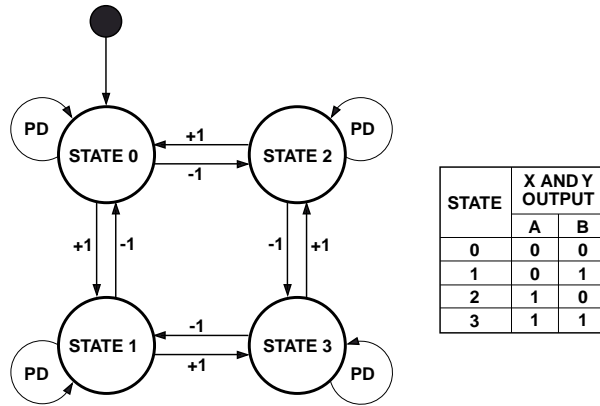 PD
PD
STATE 0
+1
-1
STATE 2
+1
-1
-1
+1
STATE 1
-1
+1
STATE 3
PD
PD
STATE
X AND Y
OUTPUT
A
B
0 0 0
1 0 1
2 1 0
3 1 1